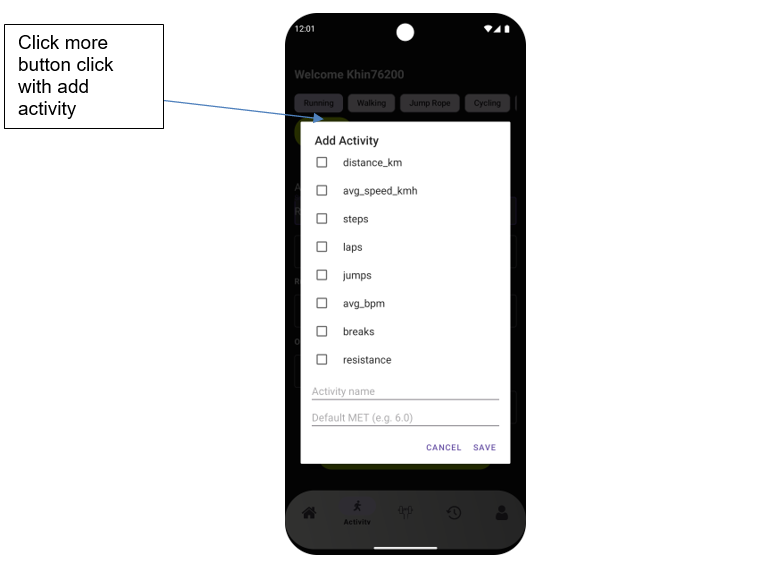 Click more
button click
with add
activity
12:01
Welcome Khin76200
Running Walking Jump Rope Cycling
Add Activity
distance_km
avg_speed_kmh
steps
laps
jumps
avg_bpm
breaks
resistance
Activity name
Default MET (e.g. 6.0)
CANCEL SAVE
Activity